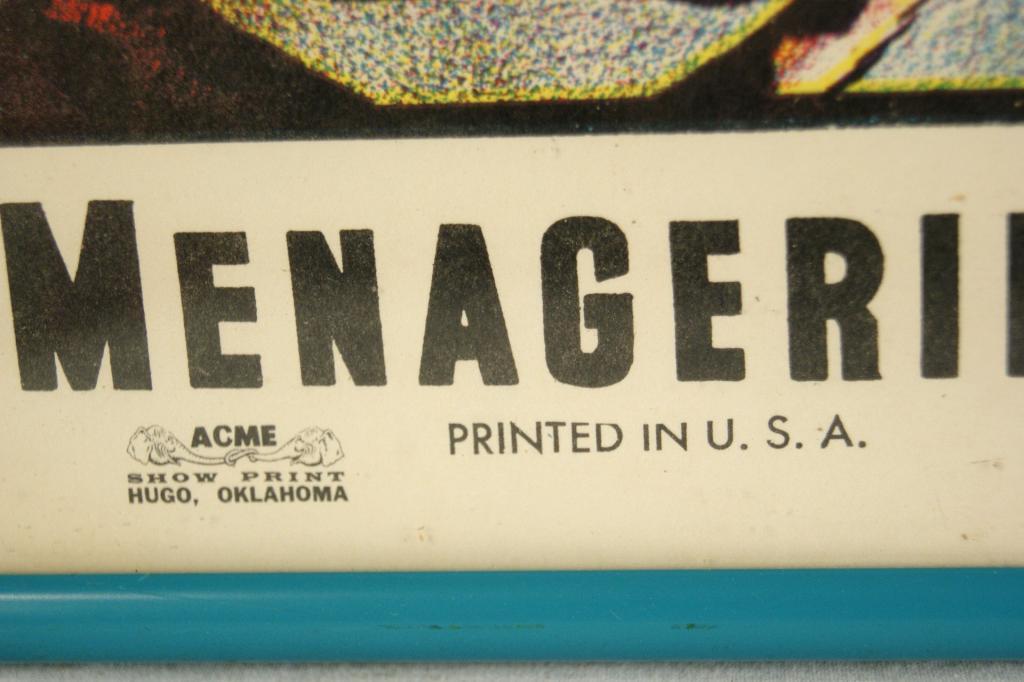 MENAGERI
ACME
SHOW PRINT
HUGO, OKLAHOMA
PRINTED IN U. S. A.